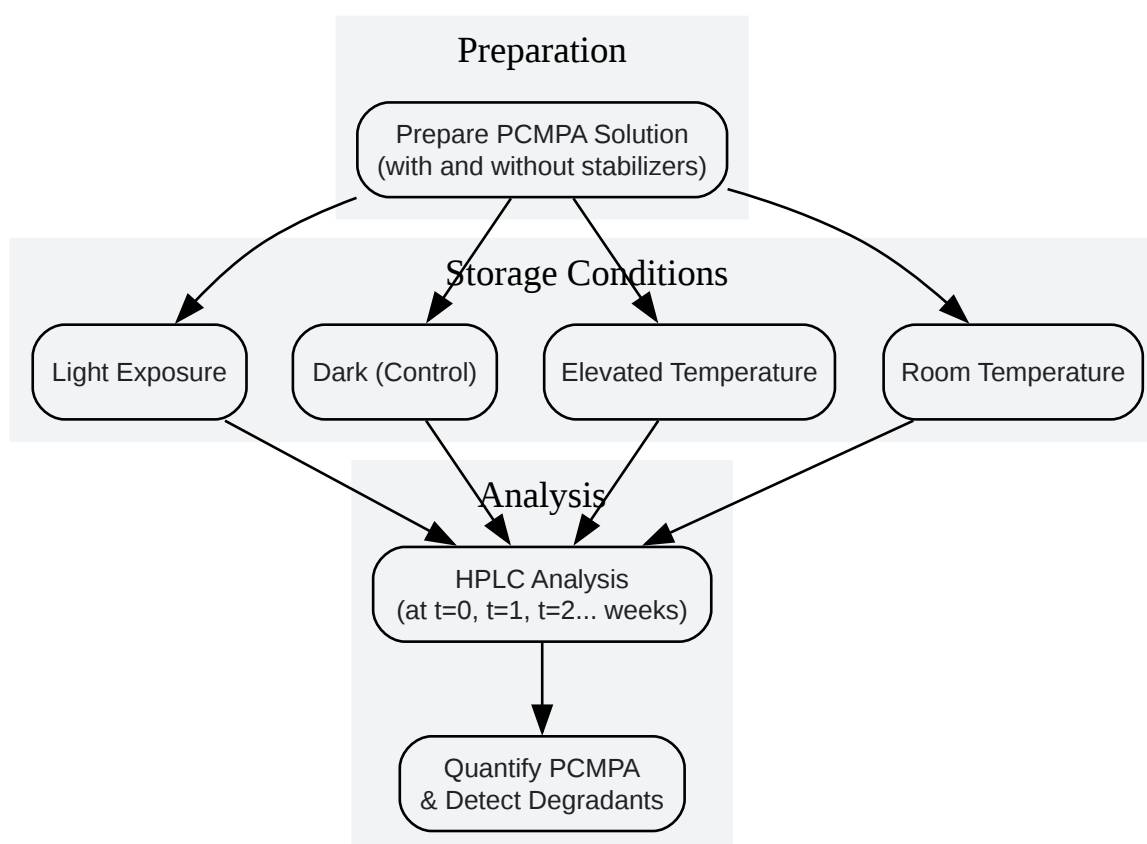 Preparation
Prepare PCMPA Solution
(with and without stabilizers)
Storage Conditions
Light Exposure
Dark (Control)
Elevated Temperature
Room Temperature
Analysis
HPLC Analysis
(at t=0, t=1, t=2... weeks)
Quantify PCMPA
& Detect Degradants